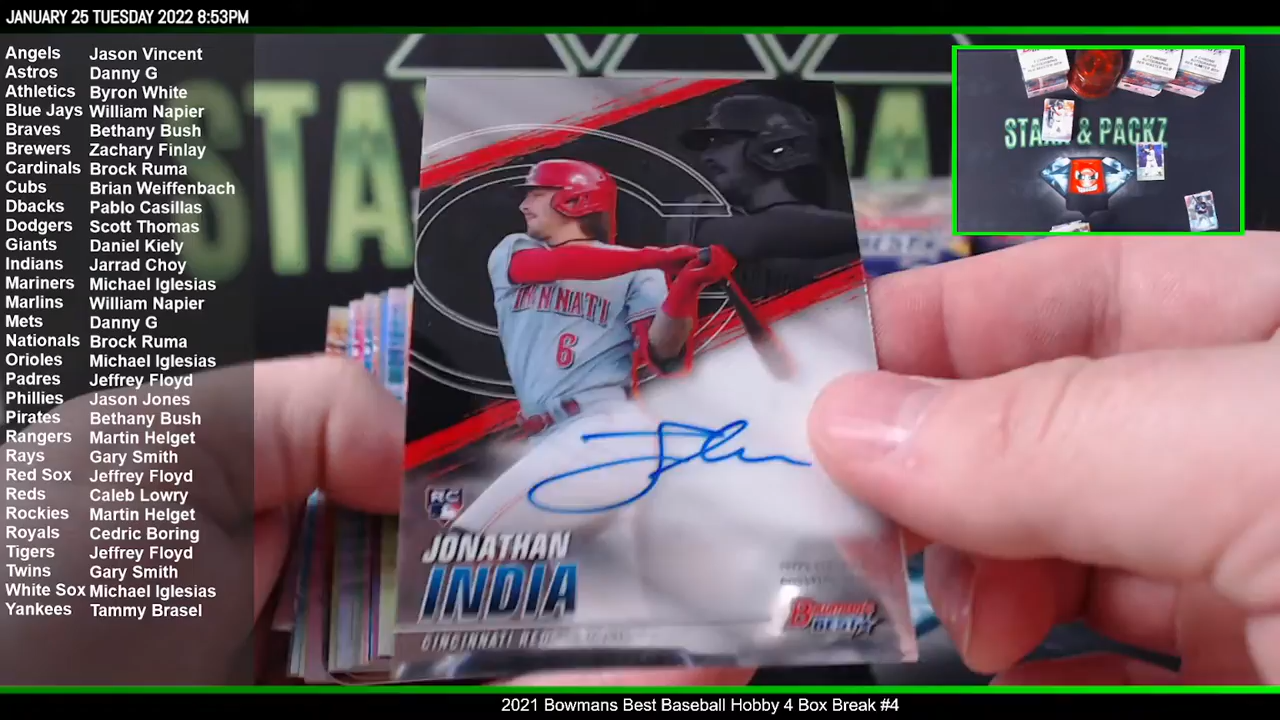 JANUARY 25 TUESDAY 2022 8:53PM
Angels Jason Vincent
Astros Danny G
Athletics Byron White
Blue Jays William Napier
Braves Bethany Bush
Brewers Zachary Finlay
Cardinals Brock Ruma
Cubs Brian Weiffenbach
Dbacks Pablo Casillas
Dodgers Scott Thomas
Giants Daniel Kiely
Indians Jarrad Choy
Mariners Michael Iglesias
Marlins William Napier
Mets Danny G
Nationals Brock Ruma
Orioles Michael Iglesias
Padres Jeffrey Floyd
Phillies Jason Jones
Pirates Bethany Bush
Rangers Martin Helget
Rays Gary Smith
Red Sox Jeffrey Floyd
Reds Caleb Lowry
Rockies Martin Helget
Royals Cedric Boring
Tigers Jeffrey Floyd
Twins Gary Smith
White Sox Michael Iglesias
Yankees Tammy Brasel
STA
& PACKZ
CINCINNATI
6
RC
JONATHAN
INDIA
CINCINNATI
Bowman's
BEST
2021 Bowmans Best Baseball Hobby 4 Box Break #4